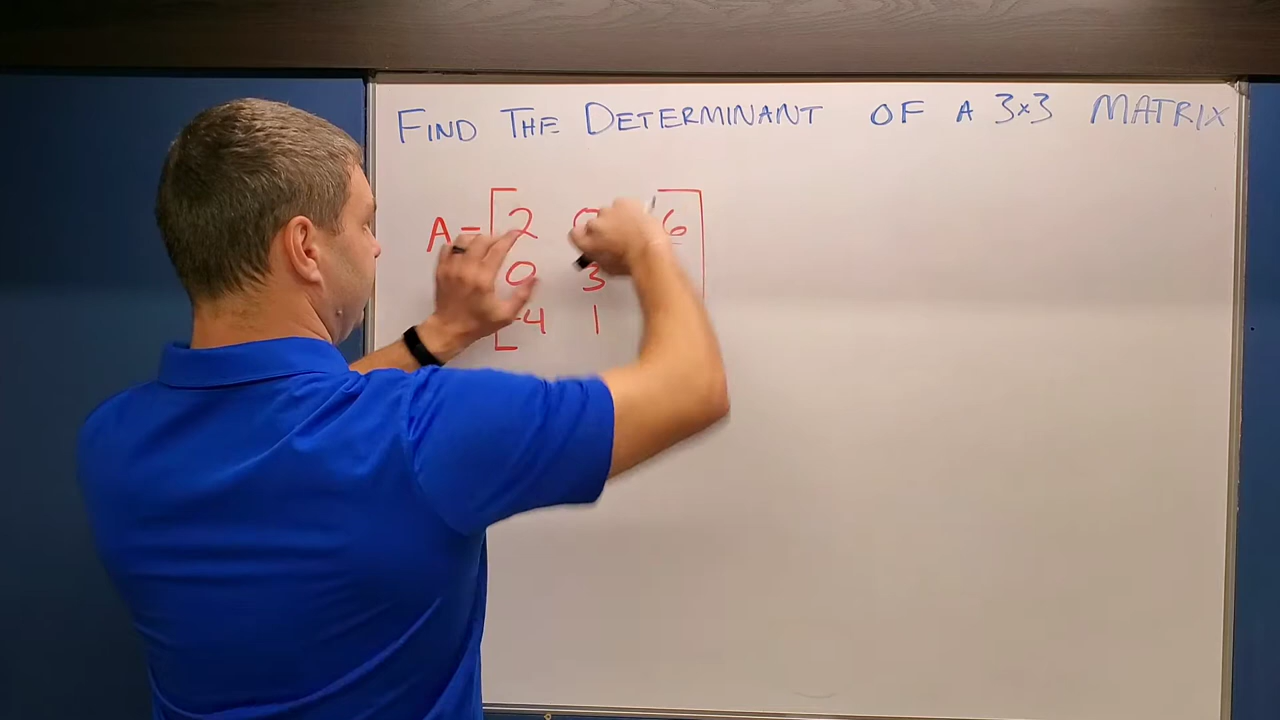 FIND THE DETERMINANT OF A 3×3 MATRIX
A = 2 6
0 3
-4 1